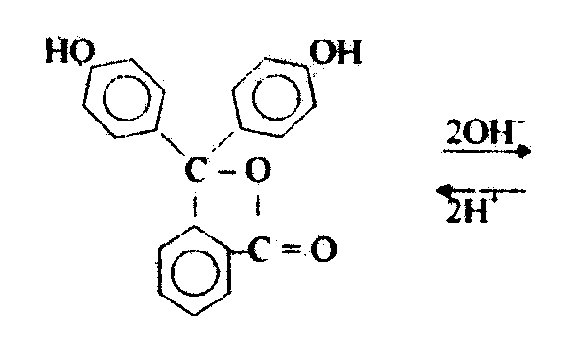 HO OH
C – O
2OH⁻
2H⁺
C = O